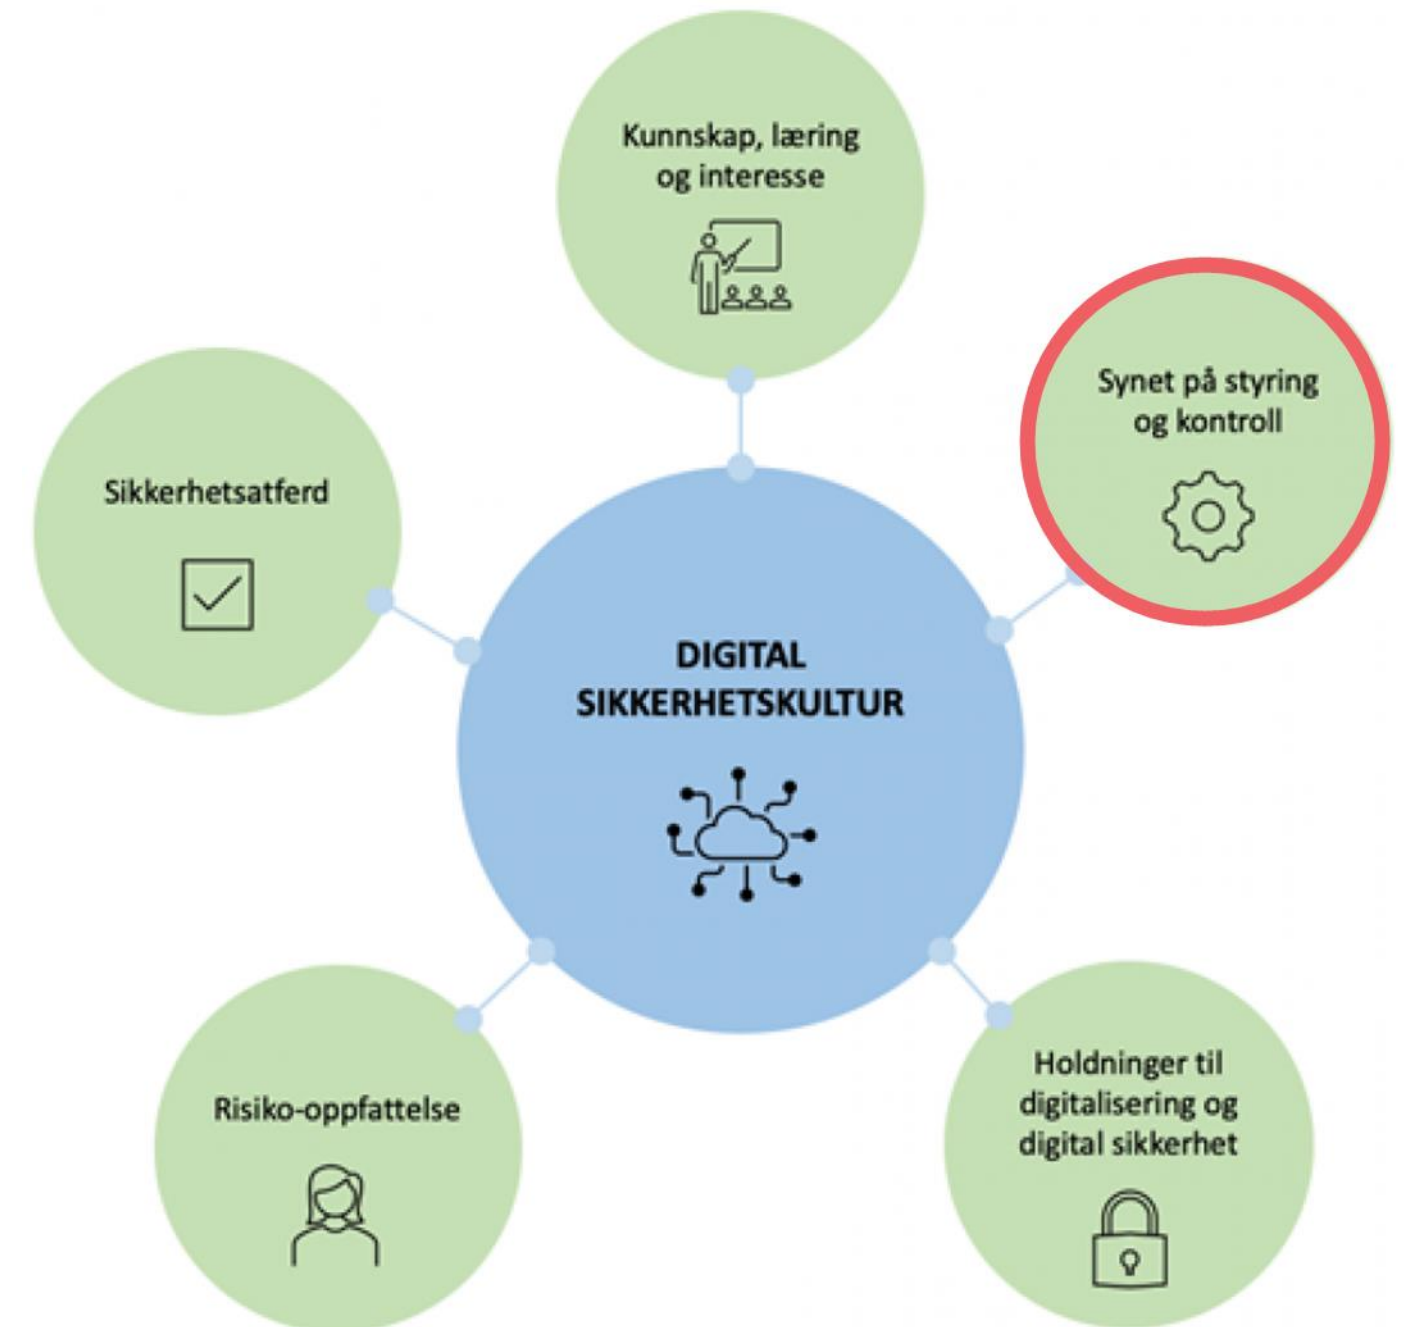 Kunnskap, læring
og interesse
Synet på styring
og kontroll
Sikkerhetsatferd
DIGITAL
SIKKERHETSKULTUR
Risiko-oppfattelse
Holdninger til
digitalisering og
digital sikkerhet